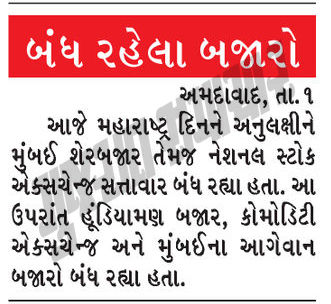 બંધ રહેલા બજારો
અમદાવાદ, તા.૧
આજે મહારાષ્ટ્ર દિનને અનુલક્ષીને
મુંબઈ શેરબજાર તેમજ નેશનલ સ્ટોક
એક્સચેન્જ સત્તાવાર બંધ રહ્યા હતા. આ
ઉપરાંત હૂંડિયામણ બજાર, કોમોડિટી
એક્સચેન્જ અને મુંબઈના આગેવાન
બજારો બંધ રહ્યા હતા.